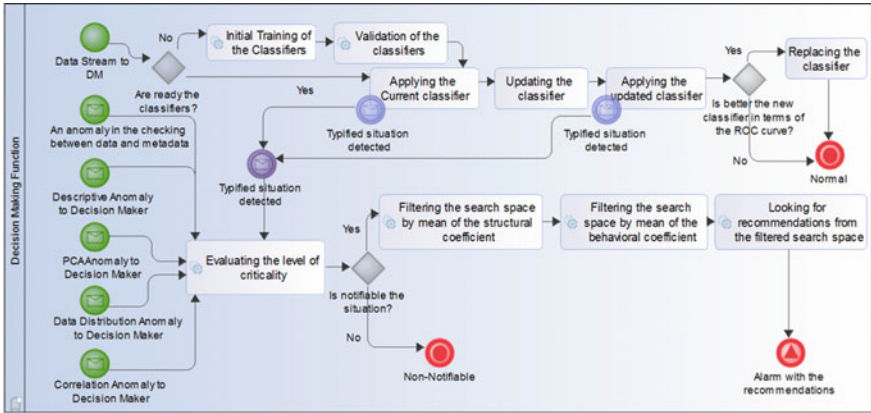 Decision Making Function
Data Stream to
DM
No
Initial Training of
the Classifiers
Validation of the
classifiers
Are ready the
classifiers?
Yes
Applying the
Current classifier
Updating the
classifier
Applying the
updated classifier
Yes
Replacing the
classifier
Is better the new
classifier in terms
of the ROC curve?
No
Normal
Typified situation
detected
Typified situation
detected
Typified situation
detected
An anomaly in the checking
between data and metadata
Descriptive Anomaly
to Decision Maker
PCAAnomaly to
Decision Maker
Data Distribution Anomaly
to Decision Maker
Correlation Anomaly to
Decision Maker
Evaluating the level of
criticality
Yes
Is notifiable the
situation?
No
Non-Notifiable
Filtering the search space
by mean of the structural
coefficient
Filtering the search
space by mean of the
behavioral coefficient
Looking for
recommendations from
the filtered search space
Alarm with the
recommendations